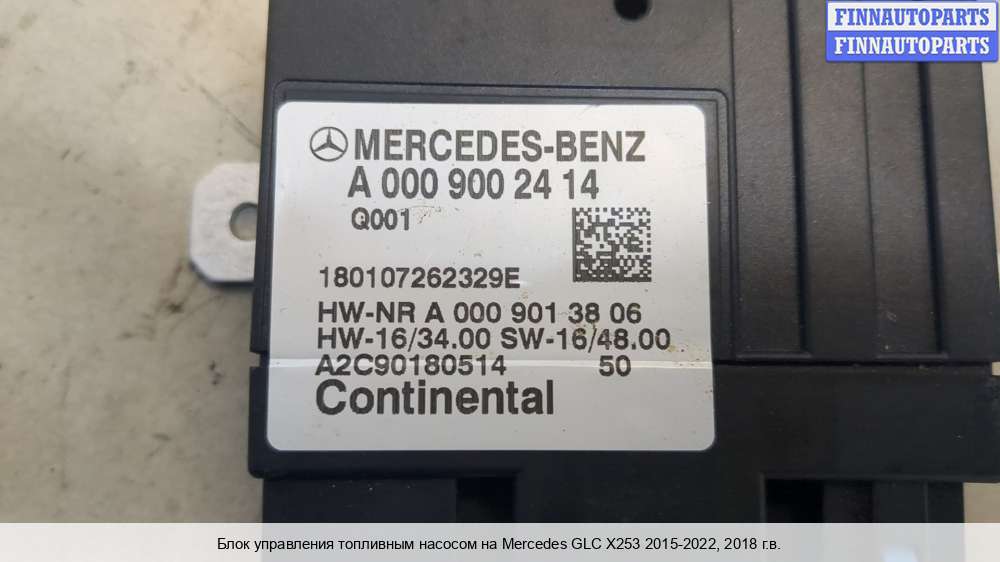 FINNAUTOPARTS
FINNAUTOPARTS
MERCEDES-BENZ
A 000 900 24 14
Q001
180107262329E
HW-NR A 000 901 38 06
HW-16/34.00 SW-16/48.00
A2C90180514 50
Continental
Блок управления топливным насосом на Mercedes GLC X253 2015-2022, 2018 г.в.